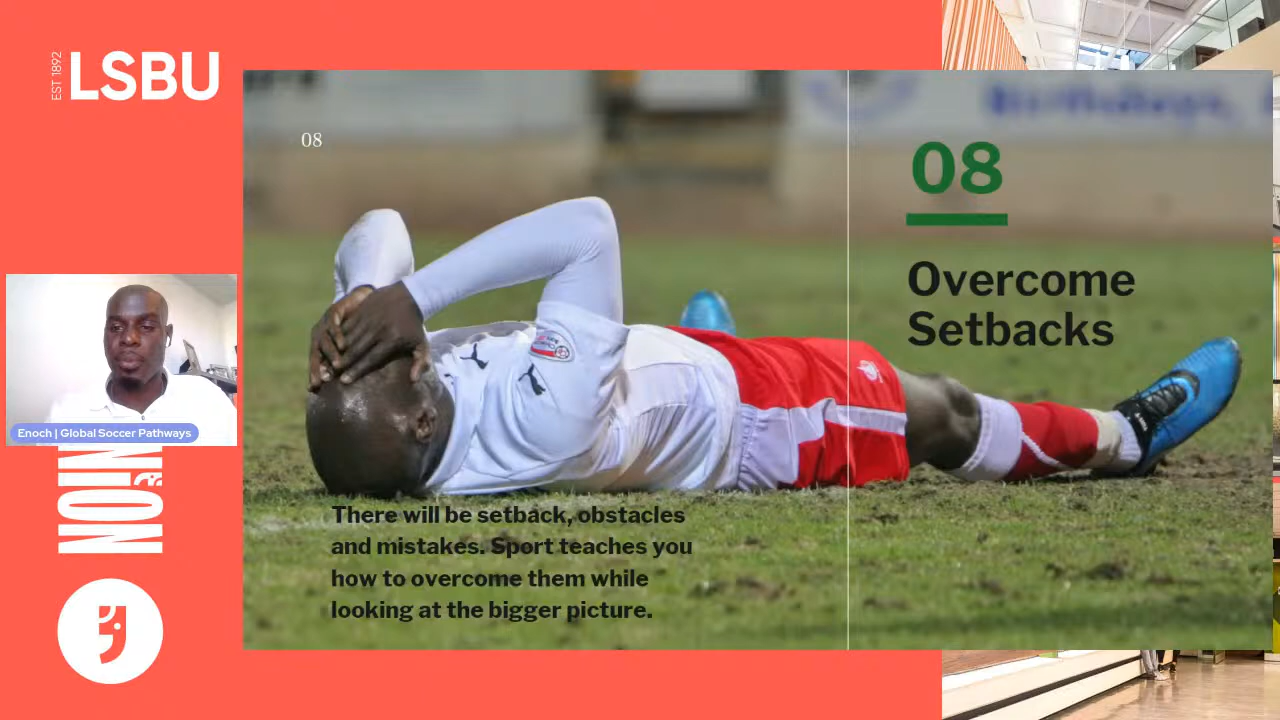 EST 1892
LSBU
08
08
Overcome
Setbacks
Birthdays,
Enoch | Global Soccer Pathways
There will be setback, obstacles
and mistakes. Sport teaches you
how to overcome them while
looking at the bigger picture.